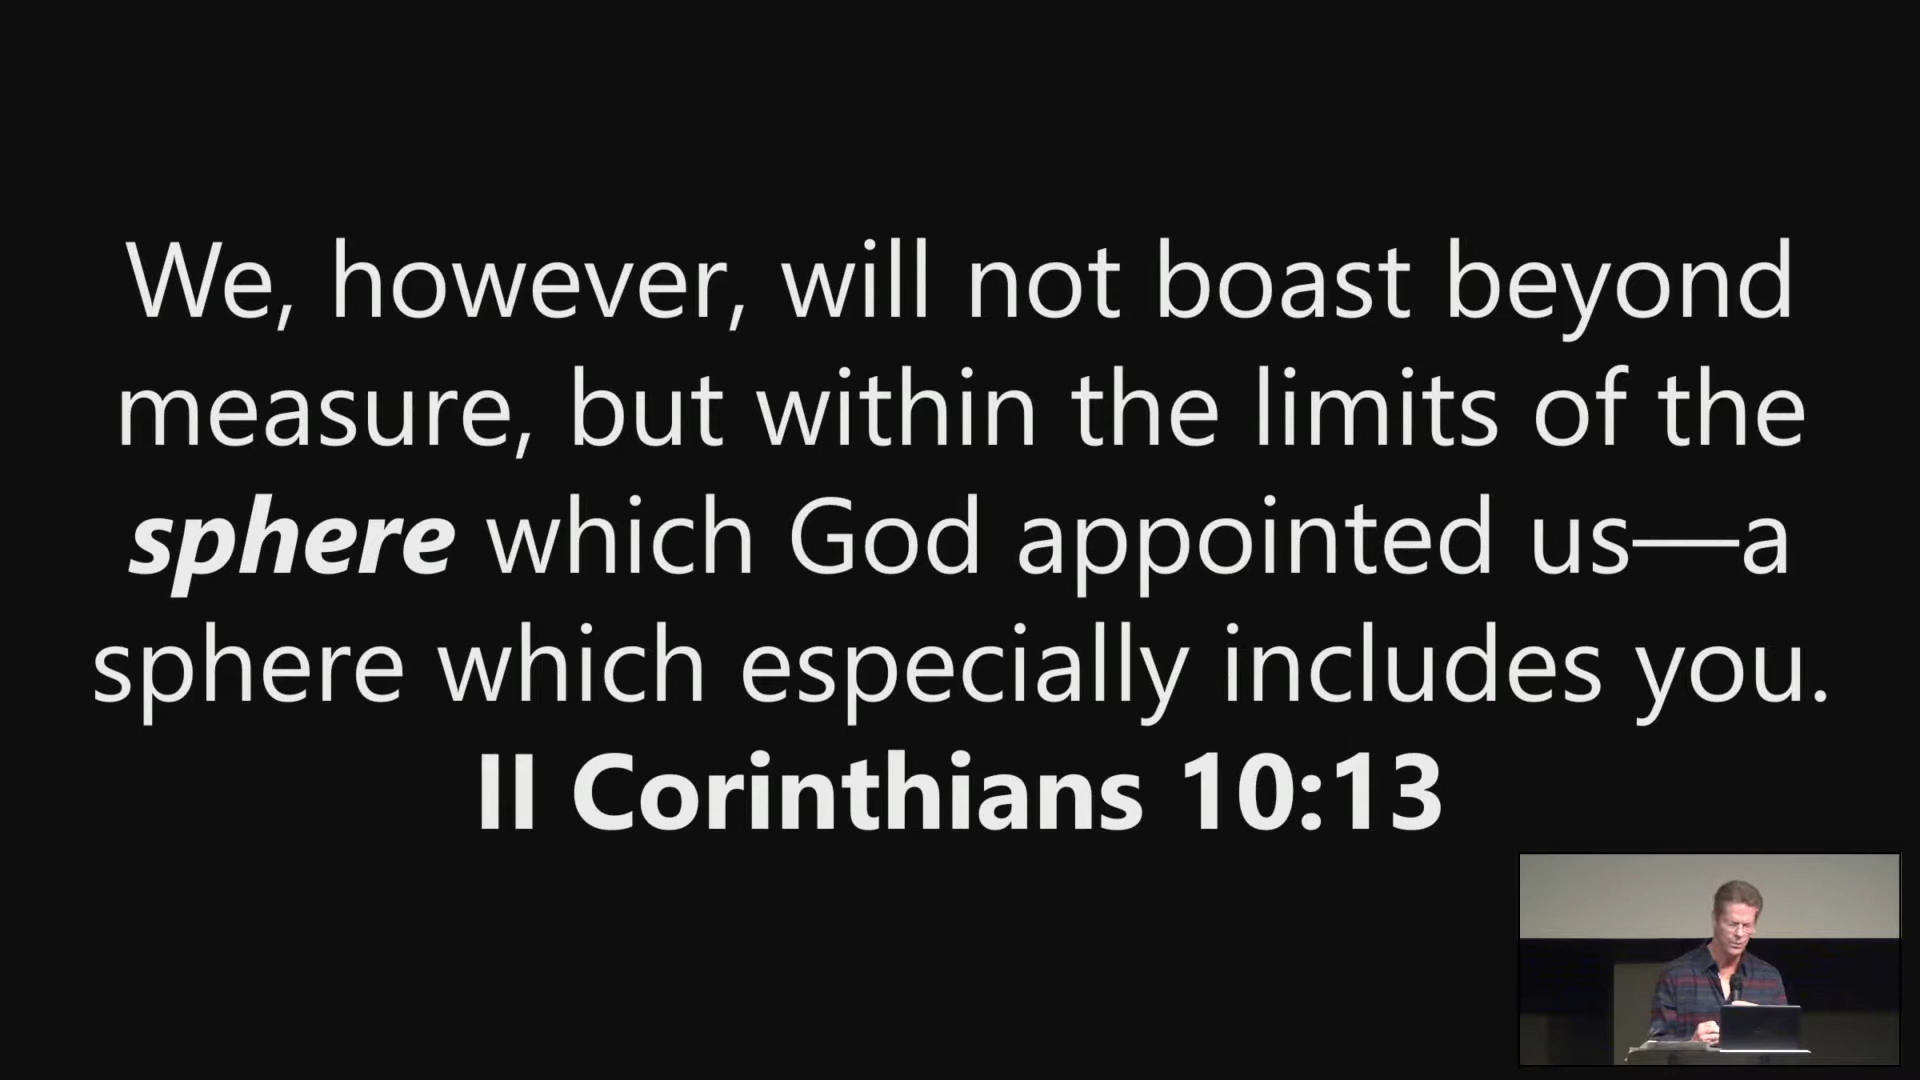 We, however, will not boast beyond
measure, but within the limits of the
sphere which God appointed us—a
sphere which especially includes you.
II Corinthians 10:13